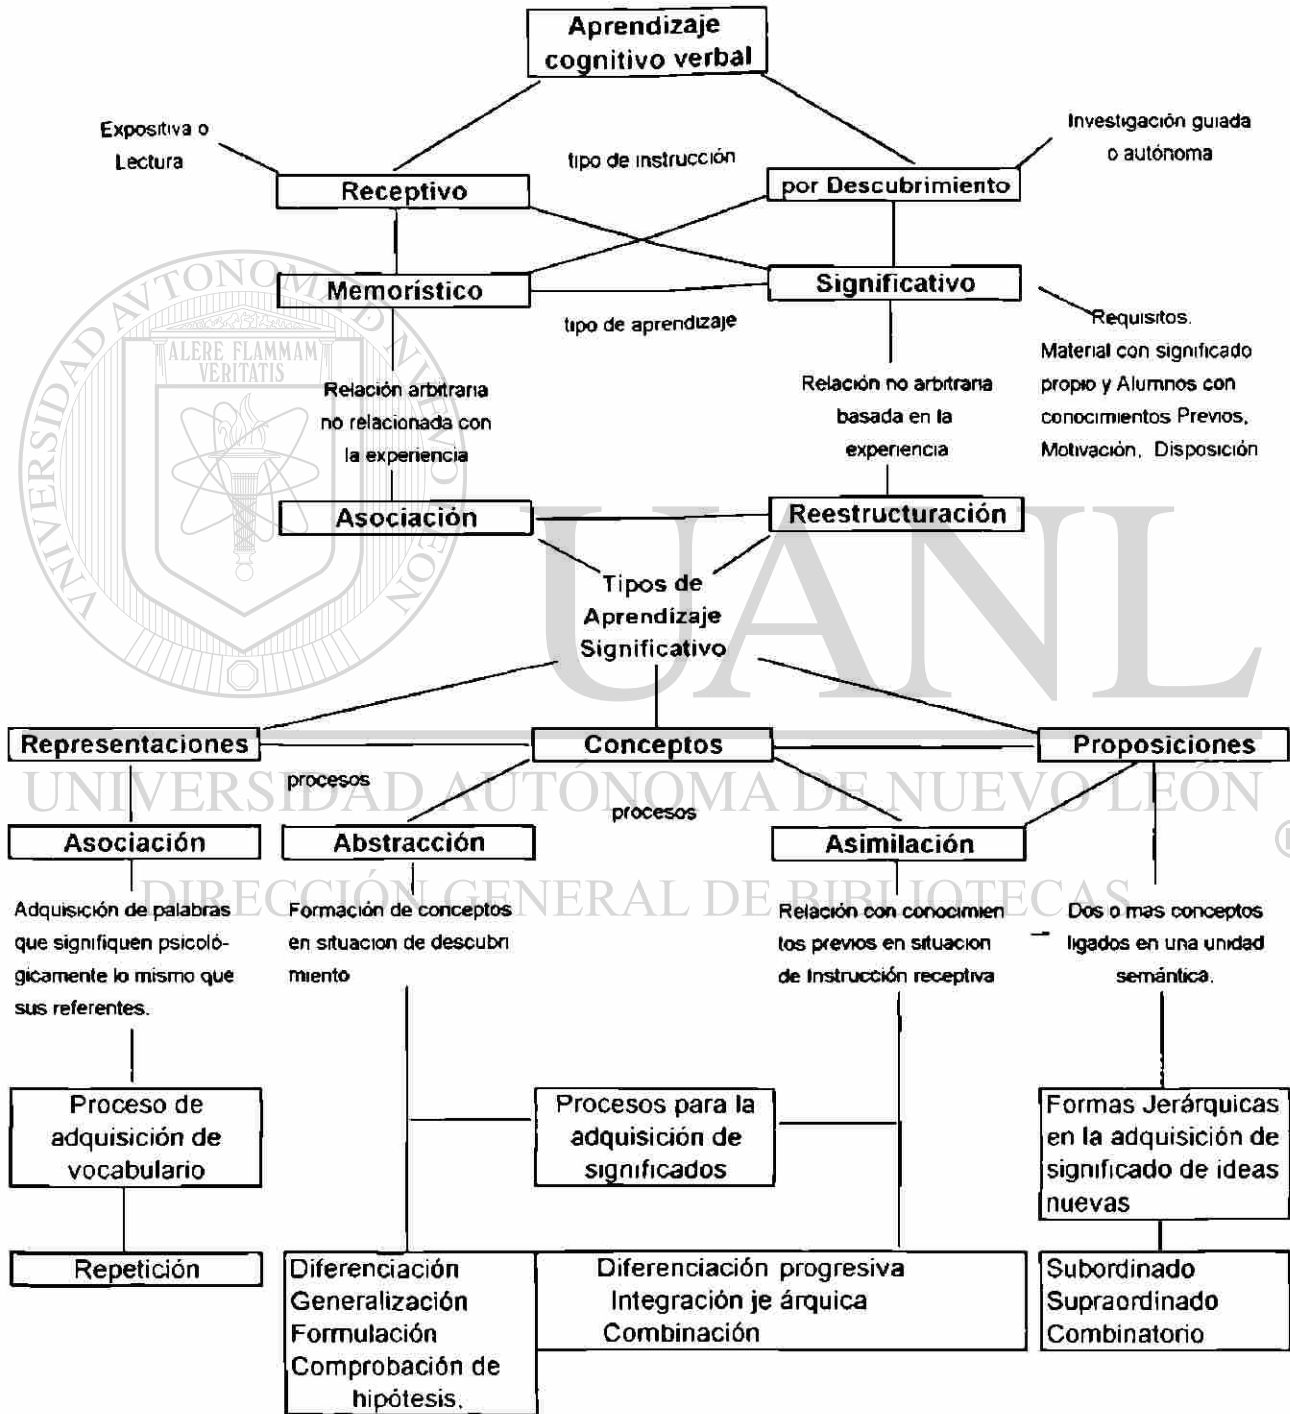 Aprendizaje
cognitivo verbal
Expositiva o
Lectura
tipo de instrucción
Investigación guiada
o autónoma
Receptivo
por Descubrimiento
Memorístico
Significativo
tipo de aprendizaje
Requisitos.
Material con significado
propio y Alumnos con
conocimientos Previos,
Motivación, Disposición
Relación arbitraria
no relacionada con
la experiencia
Relación no arbitraria
basada en la
experiencia
Asociación
Reestructuración
Tipos de
Aprendizaje
Significativo
Representaciones
Conceptos
Proposiciones
procesos
procesos
Asociación
Abstracción
Asimilación
Adquisición de palabras
que signifiquen psicoló-
gicamente lo mismo que
sus referentes.
Formación de conceptos
en situacion de descubri
miento
Relación con conocimien
tos previos en situacion
de Instrucción receptiva
Dos o mas conceptos
ligados en una unidad
semántica.
Proceso de
adquisición de
vocabulario
Procesos para la
adquisición de
significados
Formas Jerárquicas
en la adquisición de
significado de ideas
nuevas
Repetición
Diferenciación
Generalización
Formulación
Comprobación de
hipótesis.
Diferenciación progresiva
Integración je árquica
Combinación
Subordinado
Supraordinado
Combinatorio
UNIVERSIDAD AVTONOMA DE NVEVO LEON
ALERE FLAMMAM
VERITATIS
UANL
UNIVERSIDAD AUTÓNOMA DE NUEVO LEÓN
®
DIRECCIÓN GENERAL DE BIBLIOTECAS